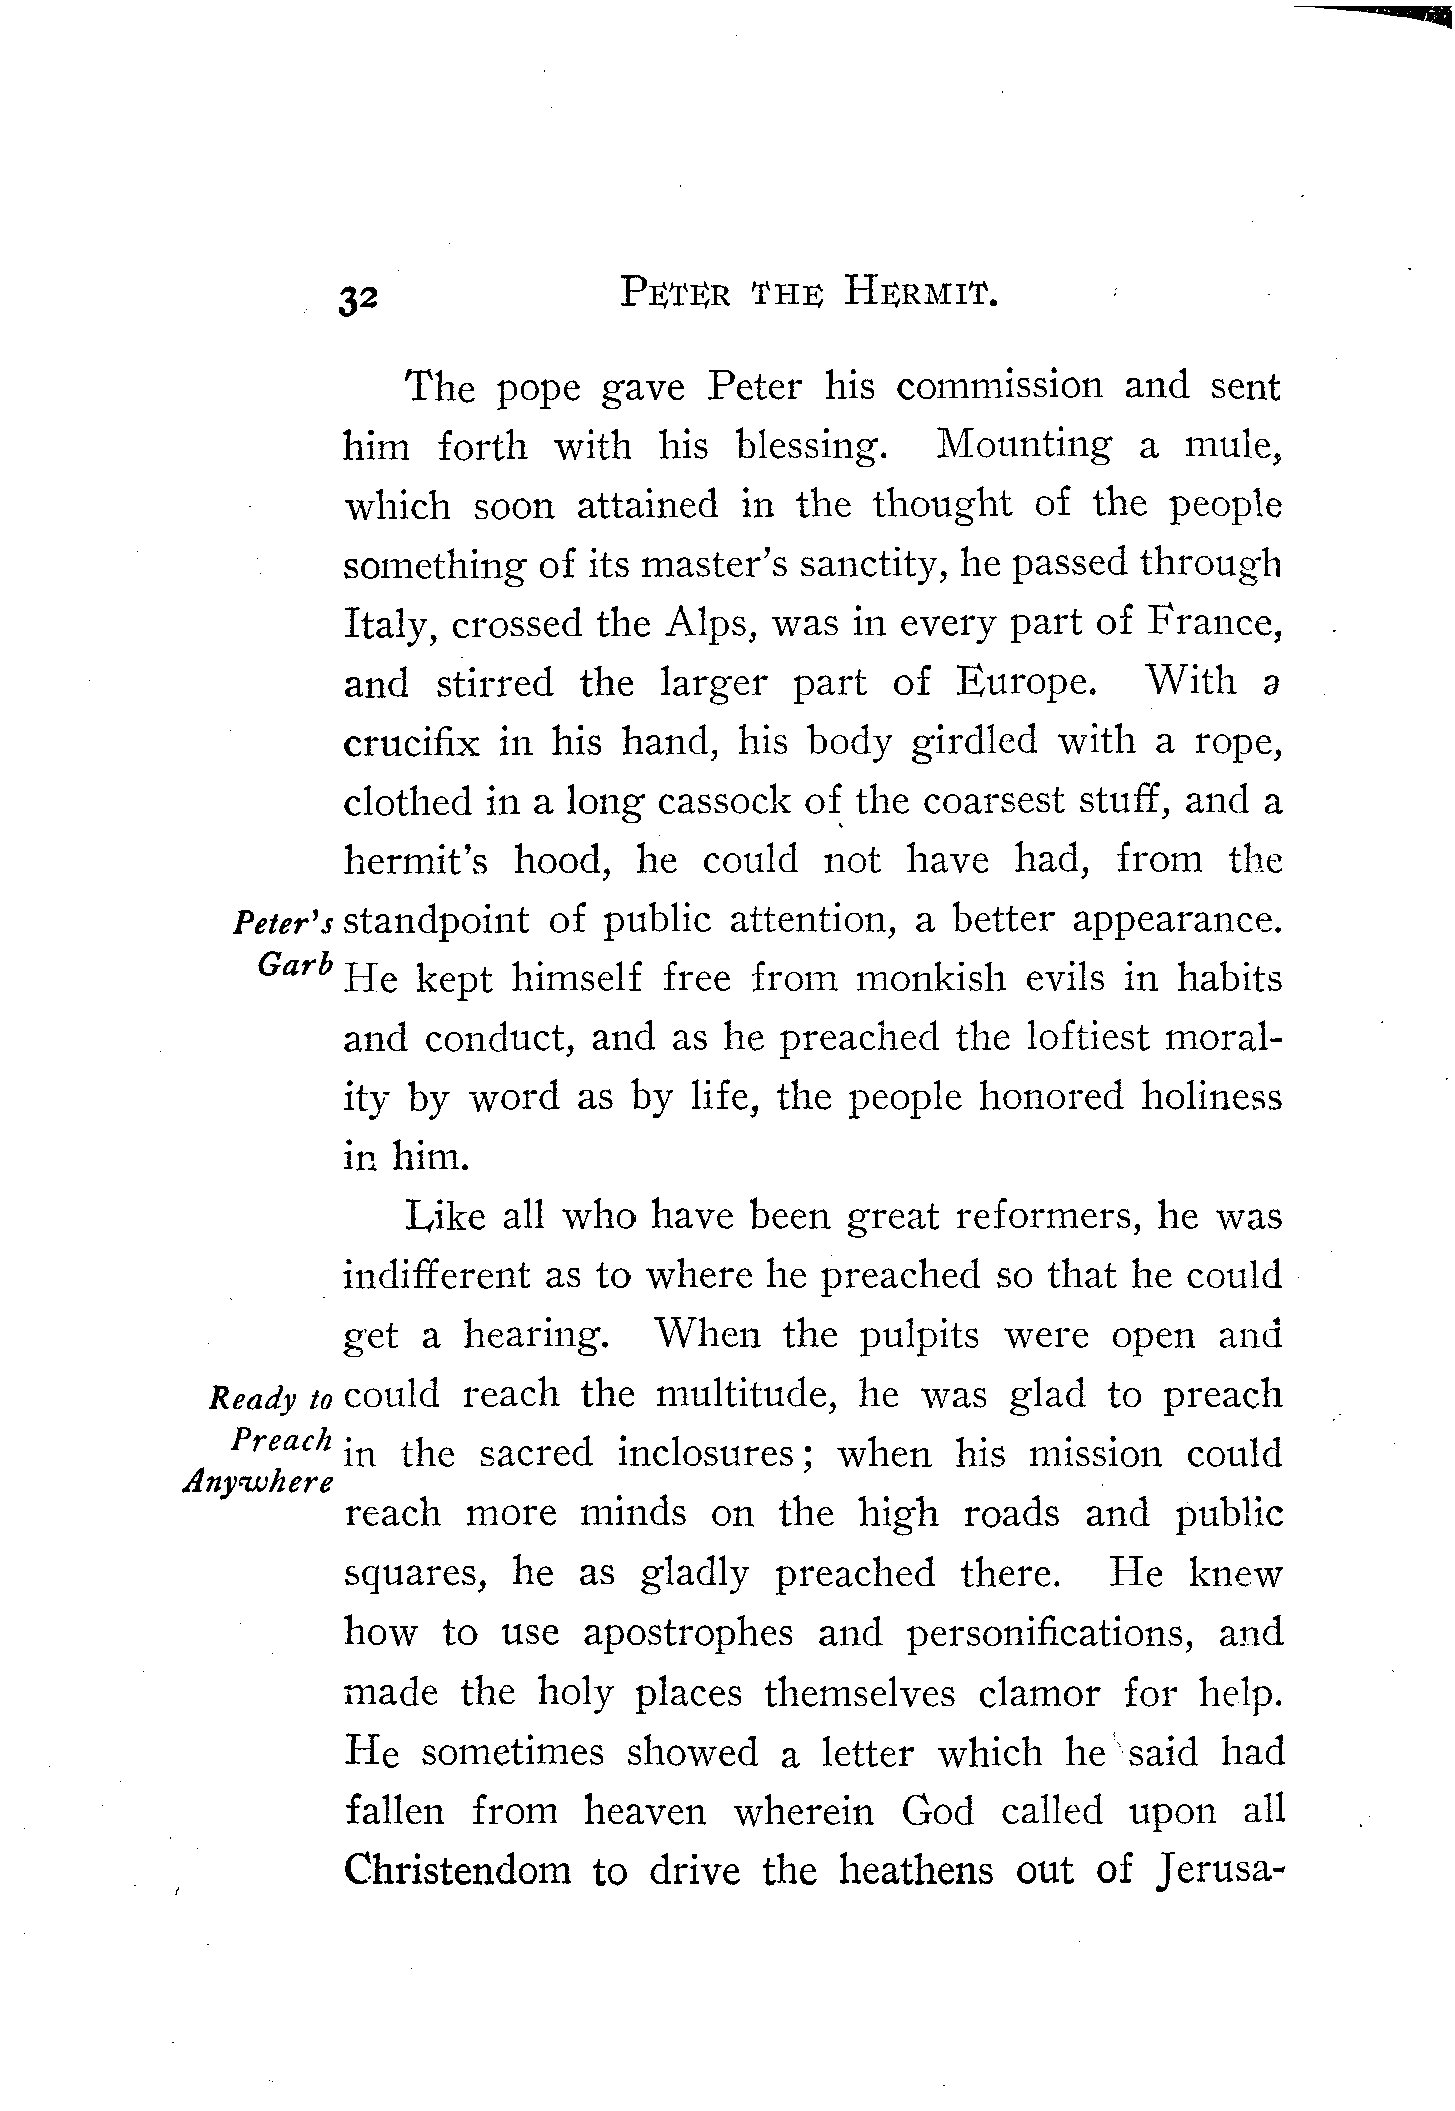 32 PETER THE HERMIT.
The pope gave Peter his commission and sent
him forth with his blessing. Mounting a mule,
which soon attained in the thought of the people
something of its master's sanctity, he passed through
Italy, crossed the Alps, was in every part of France,
and stirred the larger part of Europe. With a
crucifix in his hand, his body girdled with a rope,
clothed in a long cassock of the coarsest stuff, and a
hermit's hood, he could not have had, from the
Peter's standpoint of public attention, a better appearance.
Garb He kept himself free from monkish evils in habits
and conduct, and as he preached the loftiest moral-
ity by word as by life, the people honored holiness
in him.
Like all who have been great reformers, he was
indifferent as to where he preached so that he could
get a hearing. When the pulpits were open and
Ready to could reach the multitude, he was glad to preach
Preach in the sacred inclosures; when his mission could
Anywhere
reach more minds on the high roads and public
squares, he as gladly preached there. He knew
how to use apostrophes and personifications, and
made the holy places themselves clamor for help.
He sometimes showed a letter which he said had
fallen from heaven wherein God called upon all
Christendom to drive the heathens out of Jerusa-